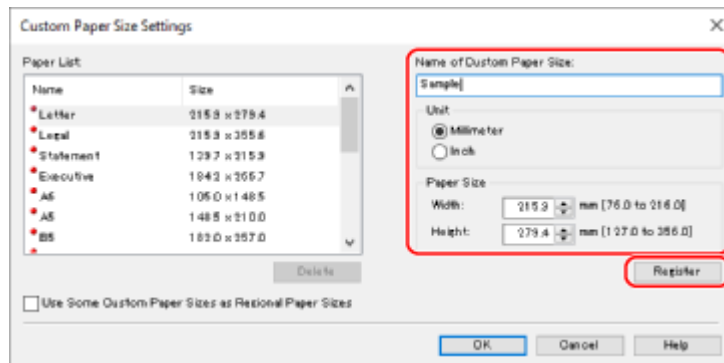 Custom Paper Size Settings
Paper List:
Name Size
Letter 215.9 x 279.4
Legal 215.9 x 355.6
Statement 139.7 x 215.9
Executive 184.2 x 266.7
A6 105.0 x 148.5
A5 148.5 x 210.0
B5 182.0 x 257.0
Delete
Use Some Custom Paper Sizes as Regional Paper Sizes
Name of Custom Paper Size:
Sample
Unit
Millimeter
Inch
Paper Size
Width: 215.9 mm [76.0 to 216.0]
Height: 279.4 mm [127.0 to 356.0]
Register
OK Cancel Help